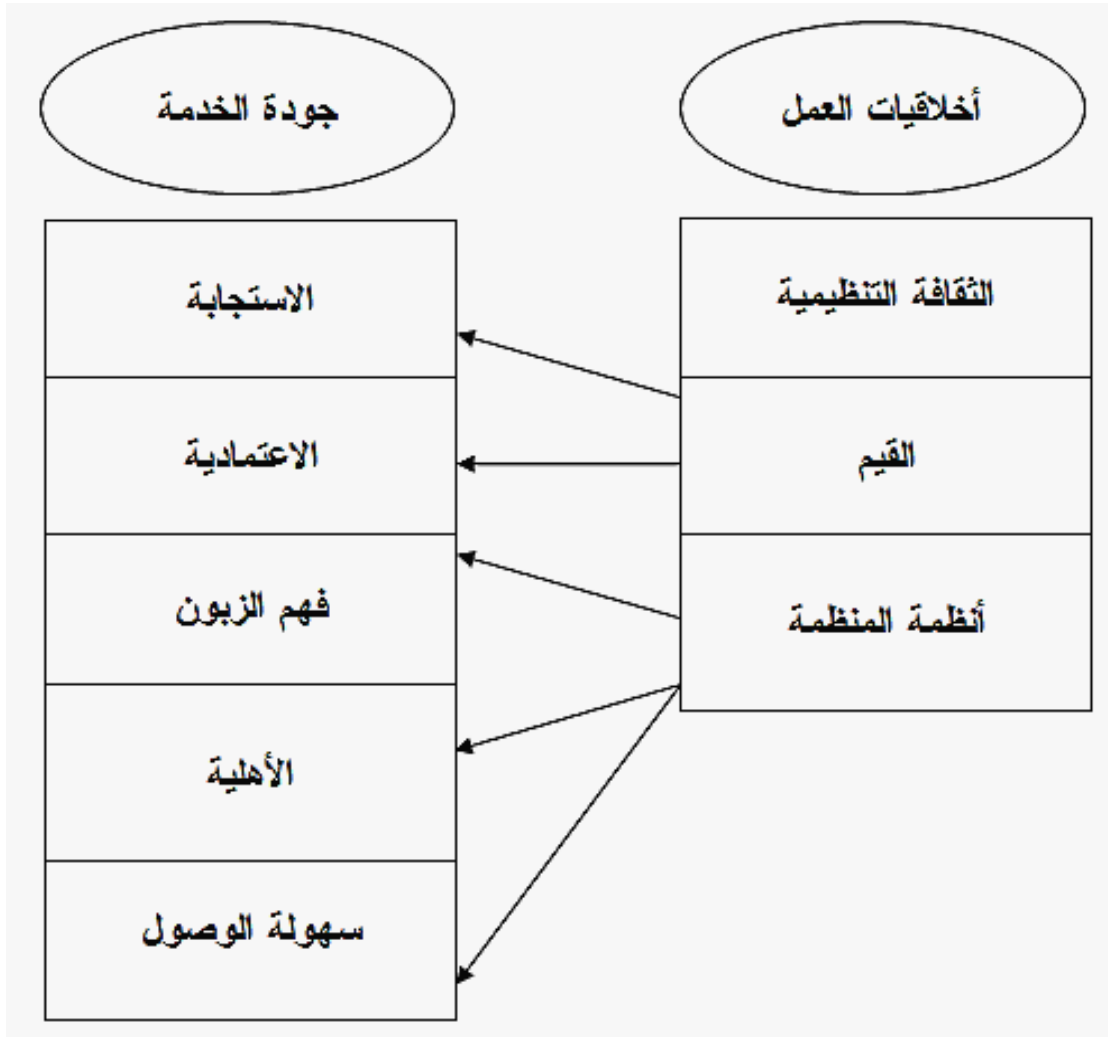 أخلاقيات العمل
جودة الخدمة
الثقافة التنظيمية
القيم
أنظمة المنظمة
الاستجابة
الاعتمادية
فهم الزبون
الأهلية
سهولة الوصول